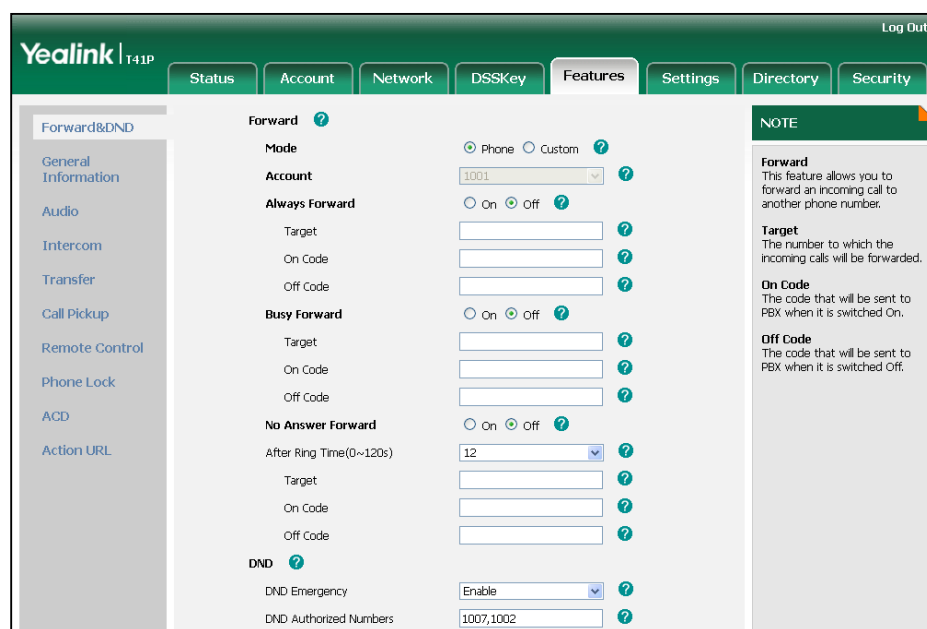 Log Out
Yealink | T41P
Status Account Network DSSKey Features Settings Directory Security
Forward&DND
General
Information
Audio
Intercom
Transfer
Call Pickup
Remote Control
Phone Lock
ACD
Action URL
Forward ?
Mode Phone Custom ?
Account 1001 ?
Always Forward On Off ?
Target ?
On Code ?
Off Code ?
Busy Forward On Off ?
Target ?
On Code ?
Off Code ?
No Answer Forward On Off ?
After Ring Time(0~120s) 12 ?
Target ?
On Code ?
Off Code ?
DND ?
DND Emergency Enable ?
DND Authorized Numbers 1007,1002 ?
NOTE
Forward
This feature allows you to
forward an incoming call to
another phone number.
Target
The number to which the
incoming calls will be forwarded.
On Code
The code that will be sent to
PBX when it is switched On.
Off Code
The code that will be sent to
PBX when it is switched Off.